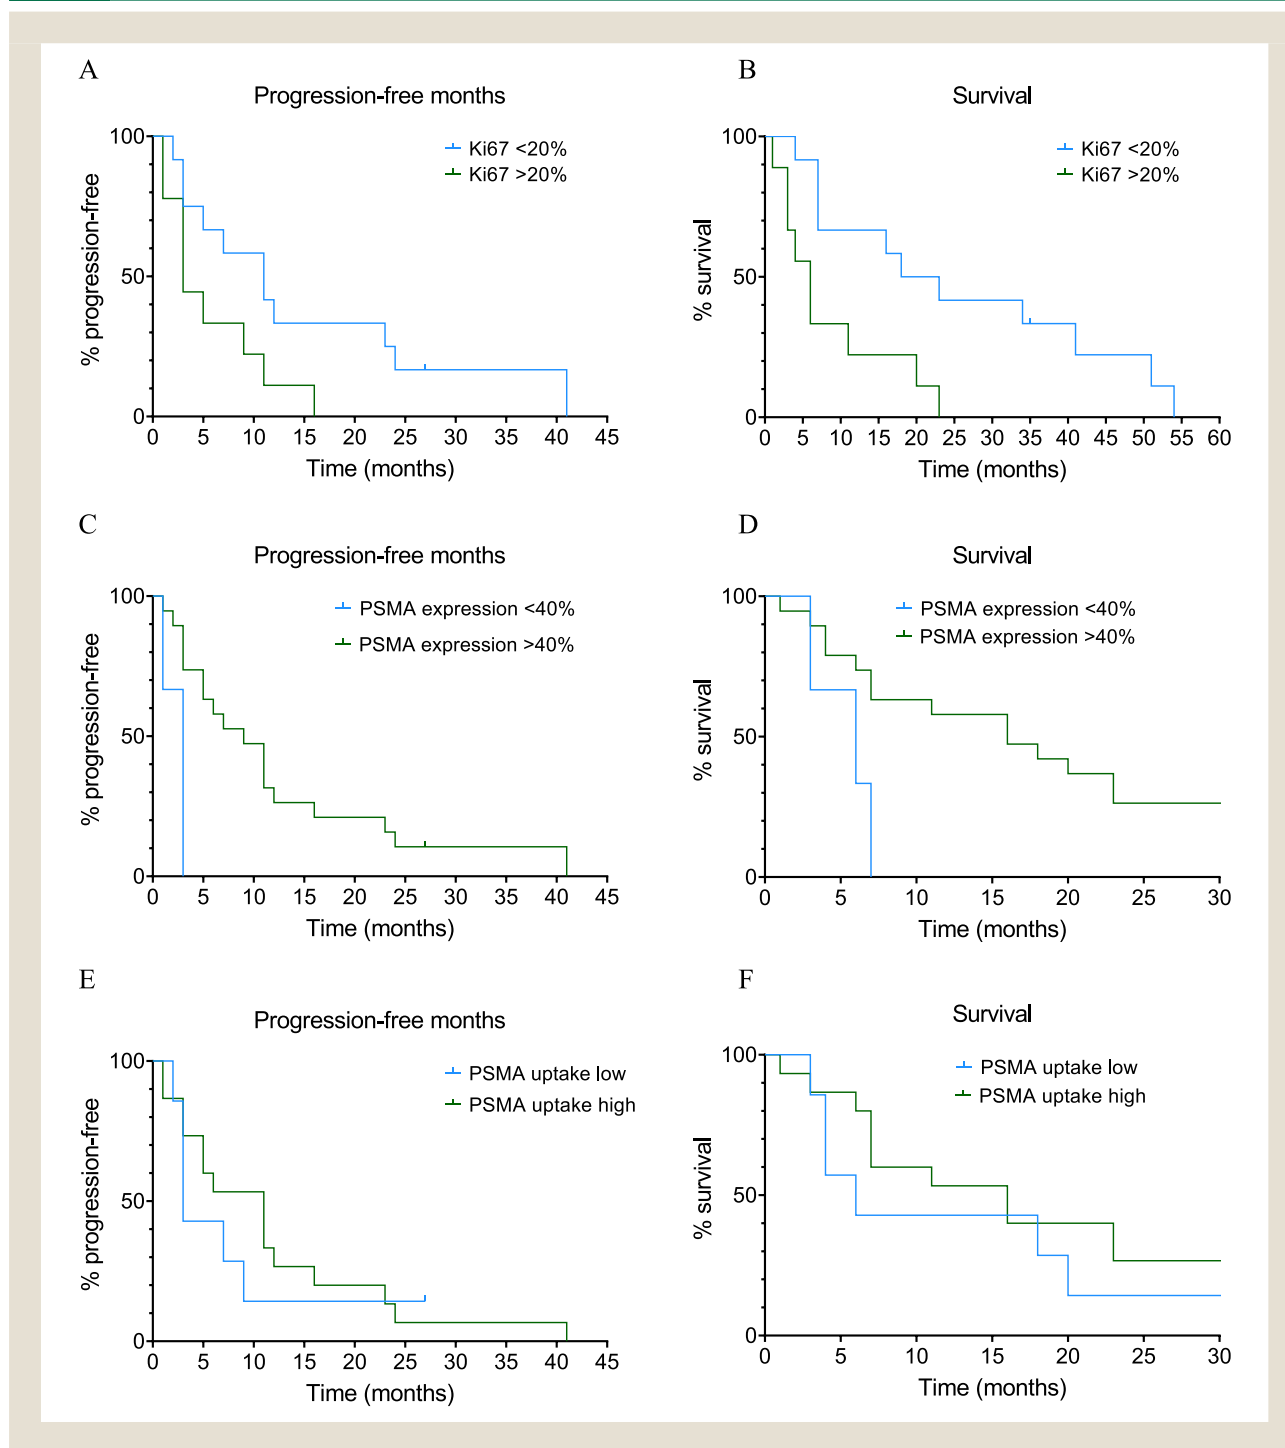 A
Progression-free months
% progression-free
100
50
0
Ki67 <20%
Ki67 >20%
0 5 10 15 20 25 30 35 40 45
Time (months)
B
Survival
% survival
100
50
0
Ki67 <20%
Ki67 >20%
0 5 10 15 20 25 30 35 40 45 50 55 60
Time (months)
C
Progression-free months
% progression-free
100
50
0
PSMA expression <40%
PSMA expression >40%
0 5 10 15 20 25 30 35 40 45
Time (months)
D
Survival
% survival
100
50
0
PSMA expression <40%
PSMA expression >40%
0 5 10 15 20 25 30
Time (months)
E
Progression-free months
% progression-free
100
50
0
PSMA uptake low
PSMA uptake high
0 5 10 15 20 25 30 35 40 45
Time (months)
F
Survival
% survival
100
50
0
PSMA uptake low
PSMA uptake high
0 5 10 15 20 25 30
Time (months)